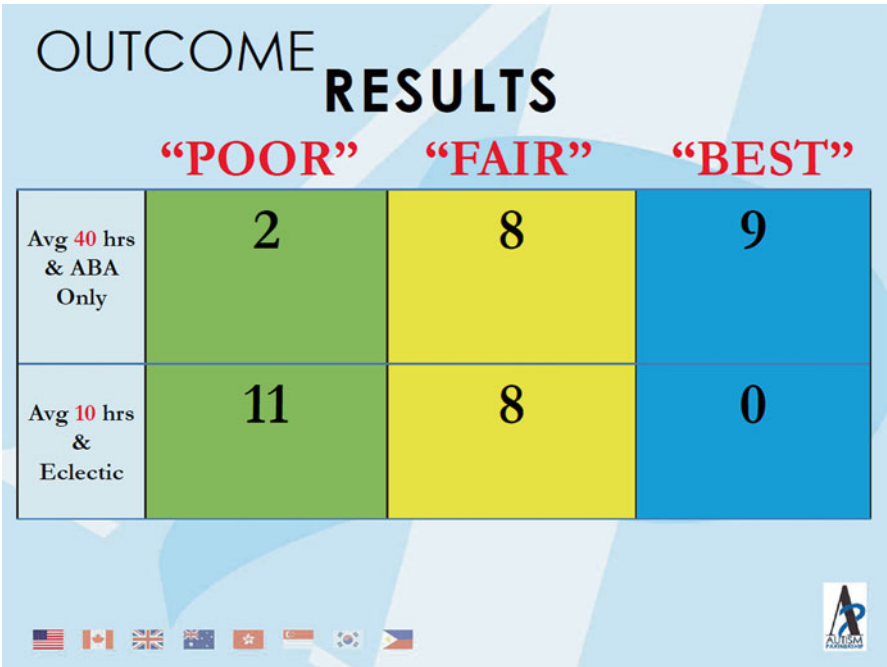 OUTCOME
RESULTS
“POOR” “FAIR” “BEST”
Avg 40 hrs
& ABA
Only
2 8 9
Avg 10 hrs
&
Eclectic
11 8 0
AUTISM
PARTNERSHIP